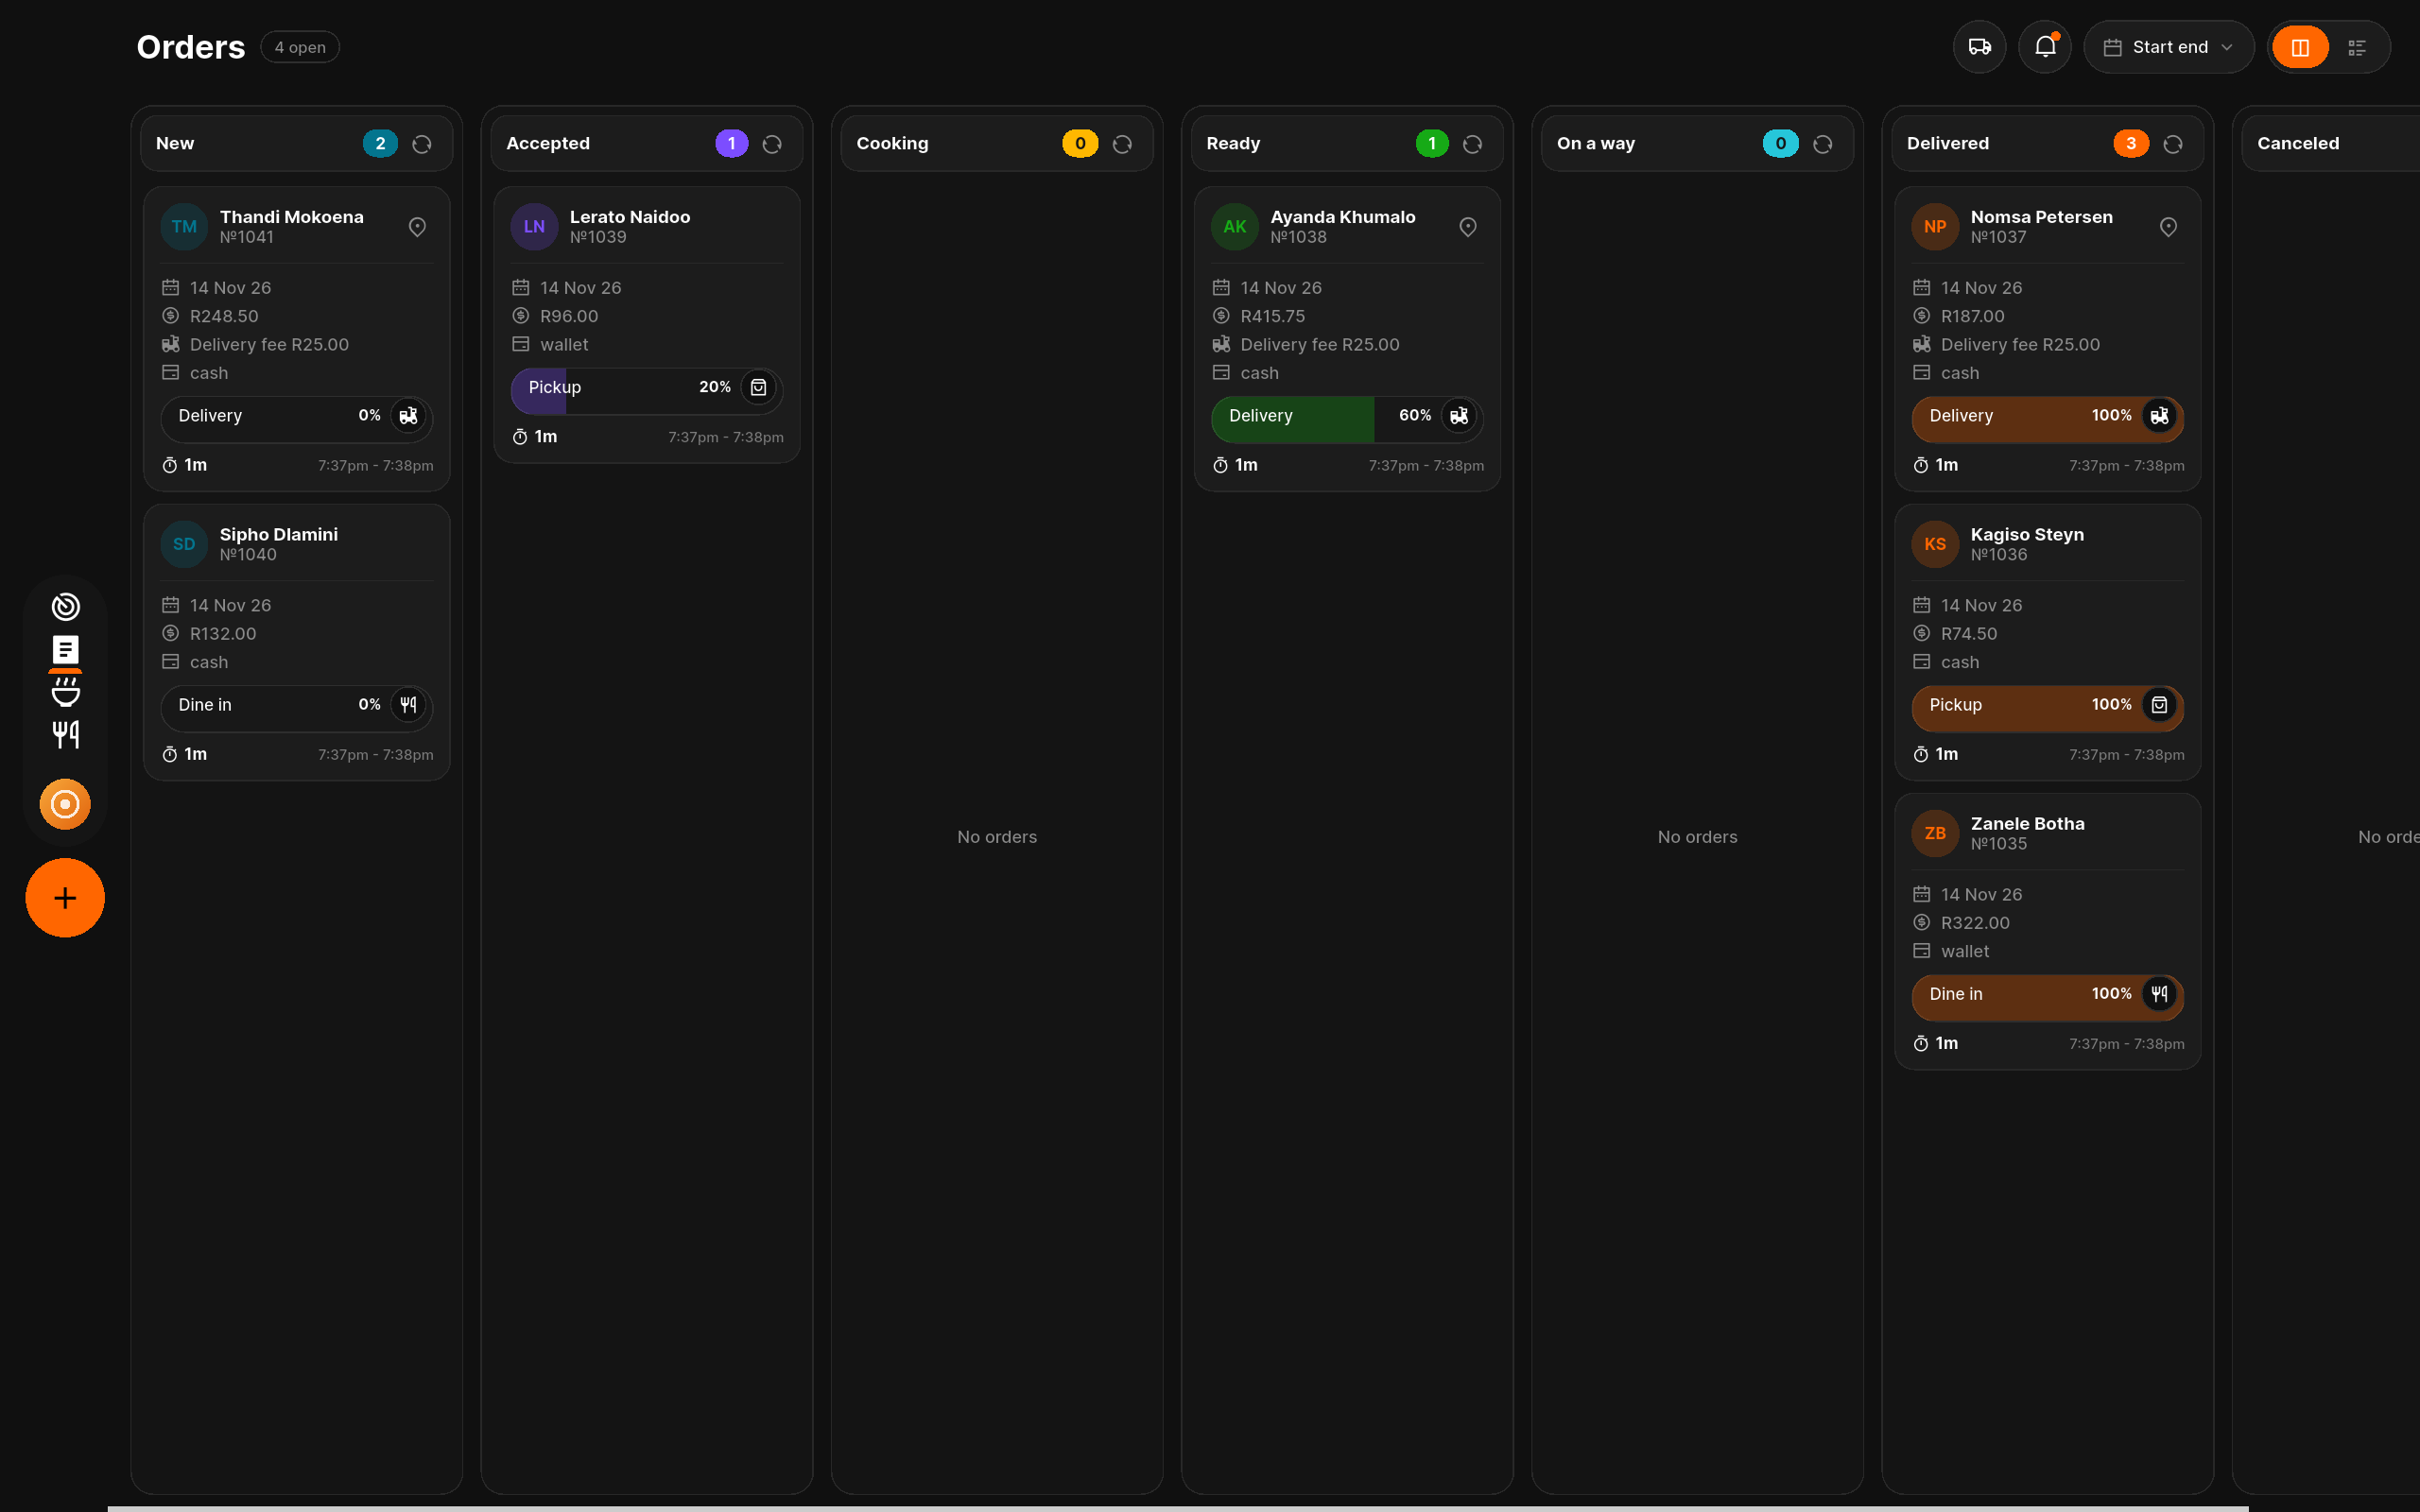 Orders
4 open
Start end
New
2
TM
Thandi Mokoena
№1041
14 Nov 26
R248.50
Delivery fee R25.00
cash
Delivery
0%
1m
7:37pm - 7:38pm
SD
Sipho Dlamini
№1040
14 Nov 26
R132.00
cash
Dine in
0%
1m
7:37pm - 7:38pm
Accepted
1
LN
Lerato Naidoo
№1039
14 Nov 26
R96.00
wallet
Pickup
20%
1m
7:37pm - 7:38pm
Cooking
0
No orders
Ready
1
AK
Ayanda Khumalo
№1038
14 Nov 26
R415.75
Delivery fee R25.00
cash
Delivery
60%
1m
7:37pm - 7:38pm
On a way
0
No orders
Delivered
3
NP
Nomsa Petersen
№1037
14 Nov 26
R187.00
Delivery fee R25.00
cash
Delivery
100%
1m
7:37pm - 7:38pm
KS
Kagiso Steyn
№1036
14 Nov 26
R74.50
cash
Pickup
100%
1m
7:37pm - 7:38pm
ZB
Zanele Botha
№1035
14 Nov 26
R322.00
wallet
Dine in
100%
1m
7:37pm - 7:38pm
Canceled
No orde